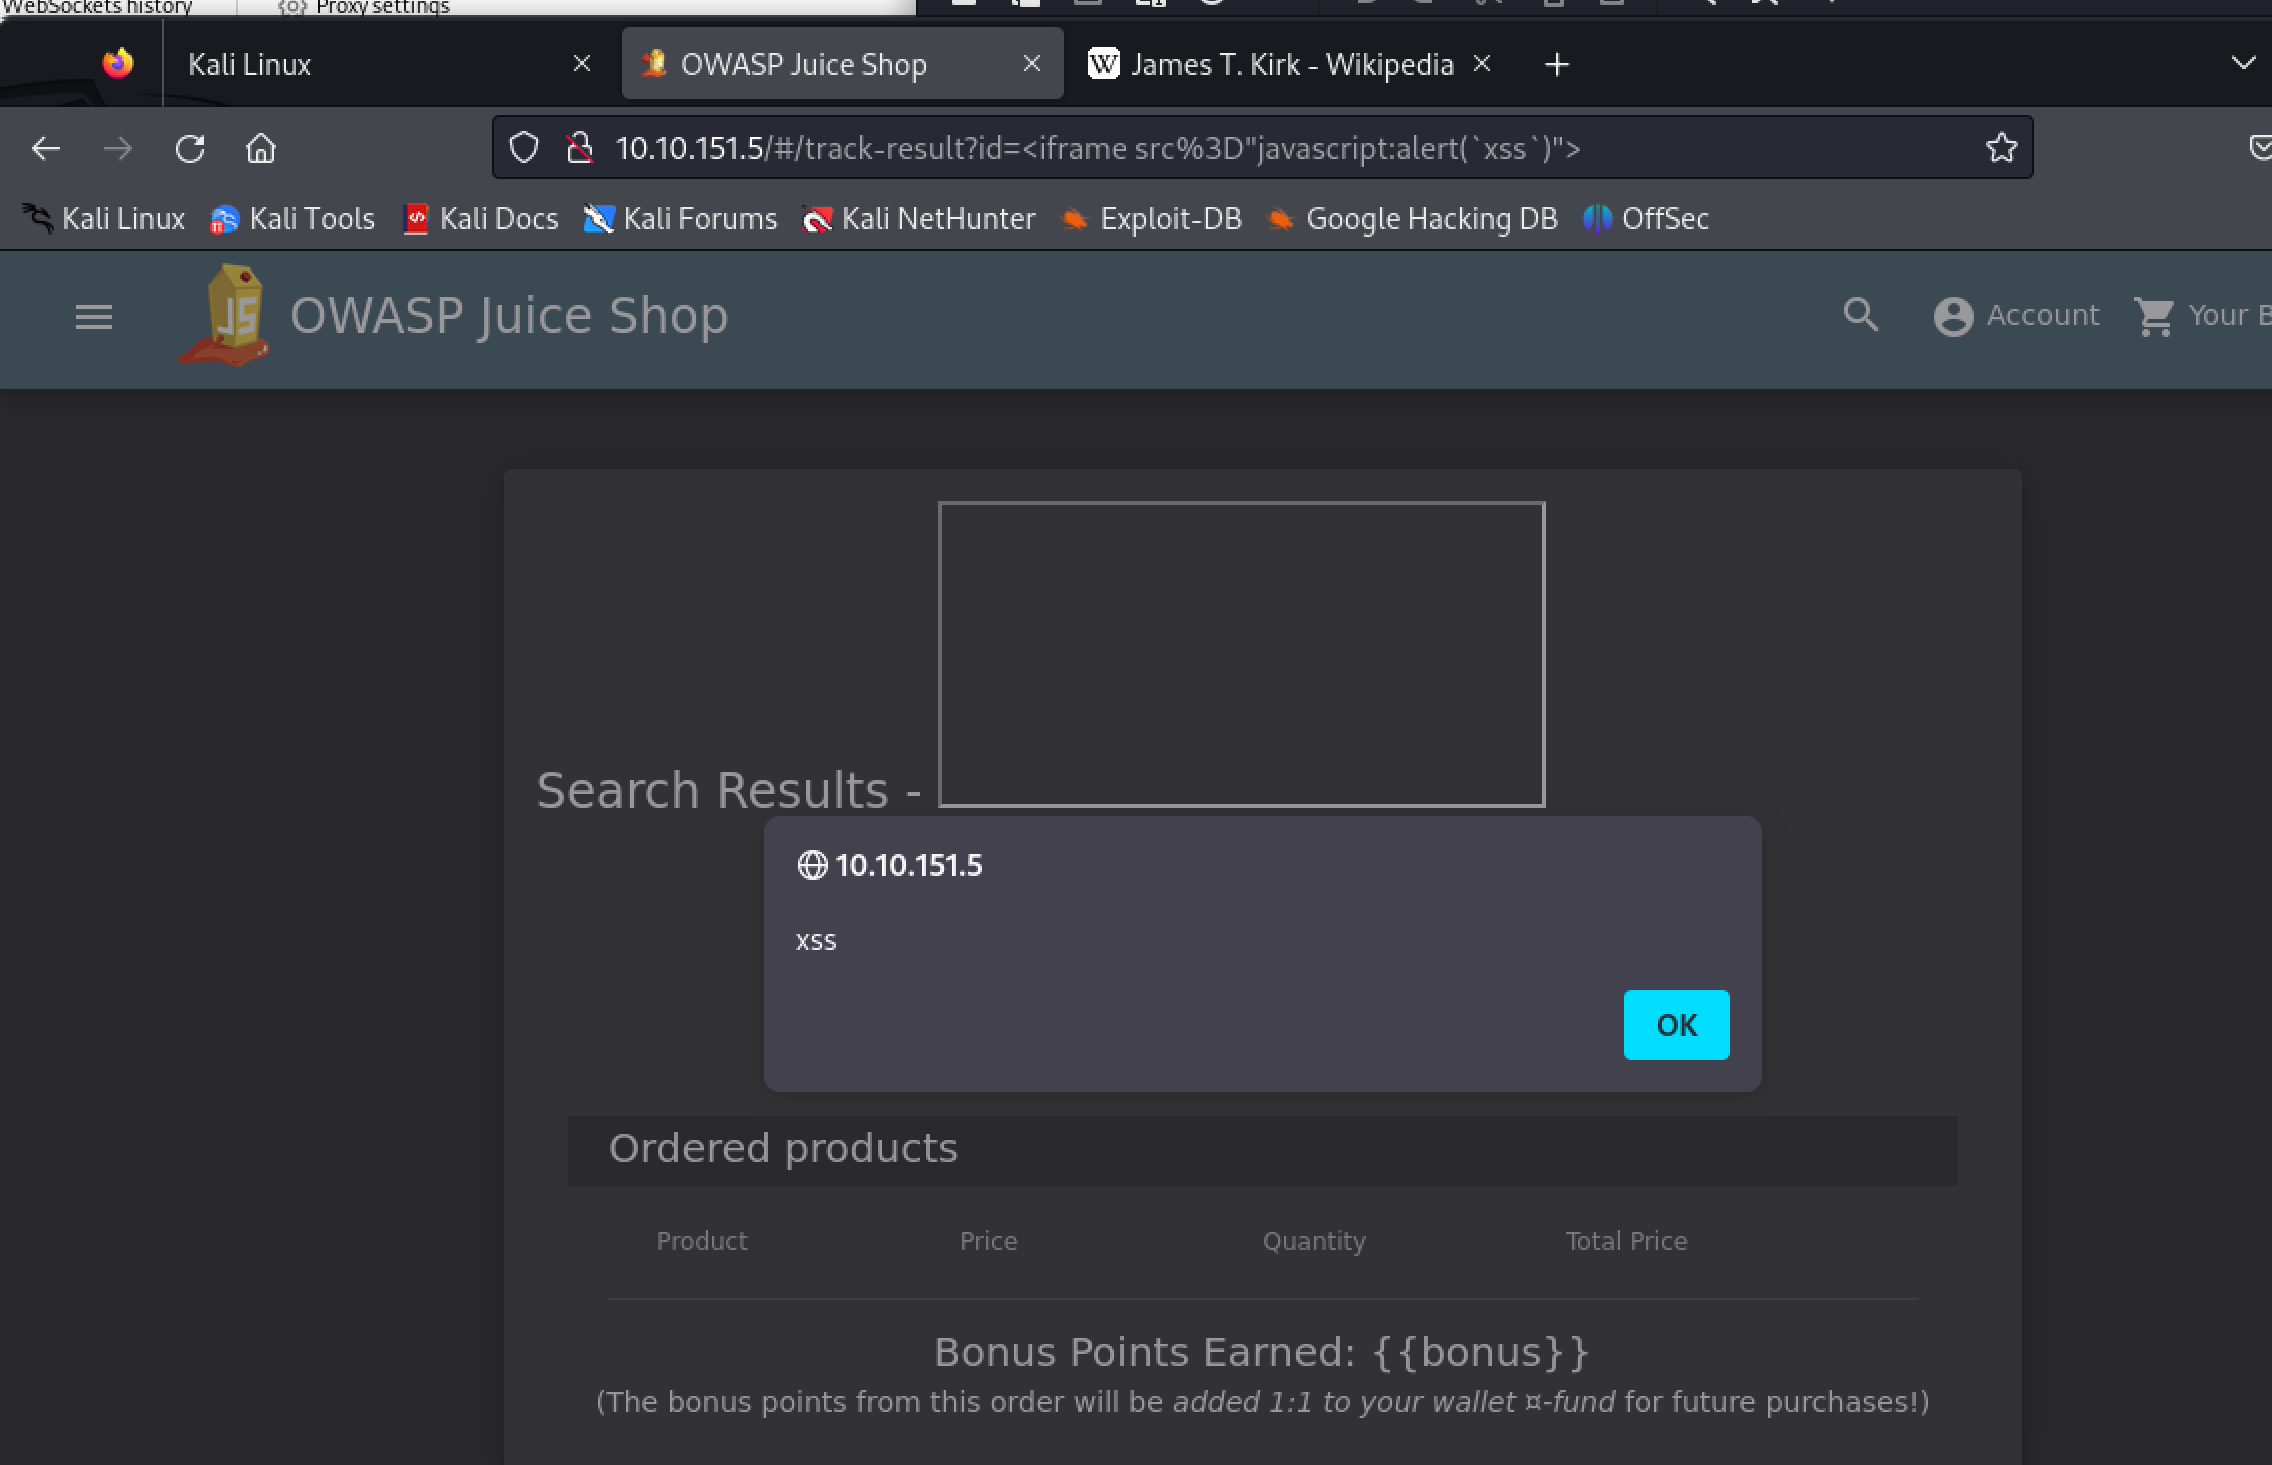 WebSockets history Proxy settings
Kali Linux OWASP Juice Shop James T. Kirk - Wikipedia
10.10.151.5/#/track-result?id=<iframe src%3D"javascript:alert(`xss`)">
Kali Linux Kali Tools Kali Docs Kali Forums Kali NetHunter Exploit-DB Google Hacking DB OffSec
OWASP Juice Shop Account Your B
Search Results -
10.10.151.5
xss
OK
Ordered products
Product Price Quantity Total Price
Bonus Points Earned: {{bonus}}
(The bonus points from this order will be added 1:1 to your wallet ¤-fund for future purchases!)